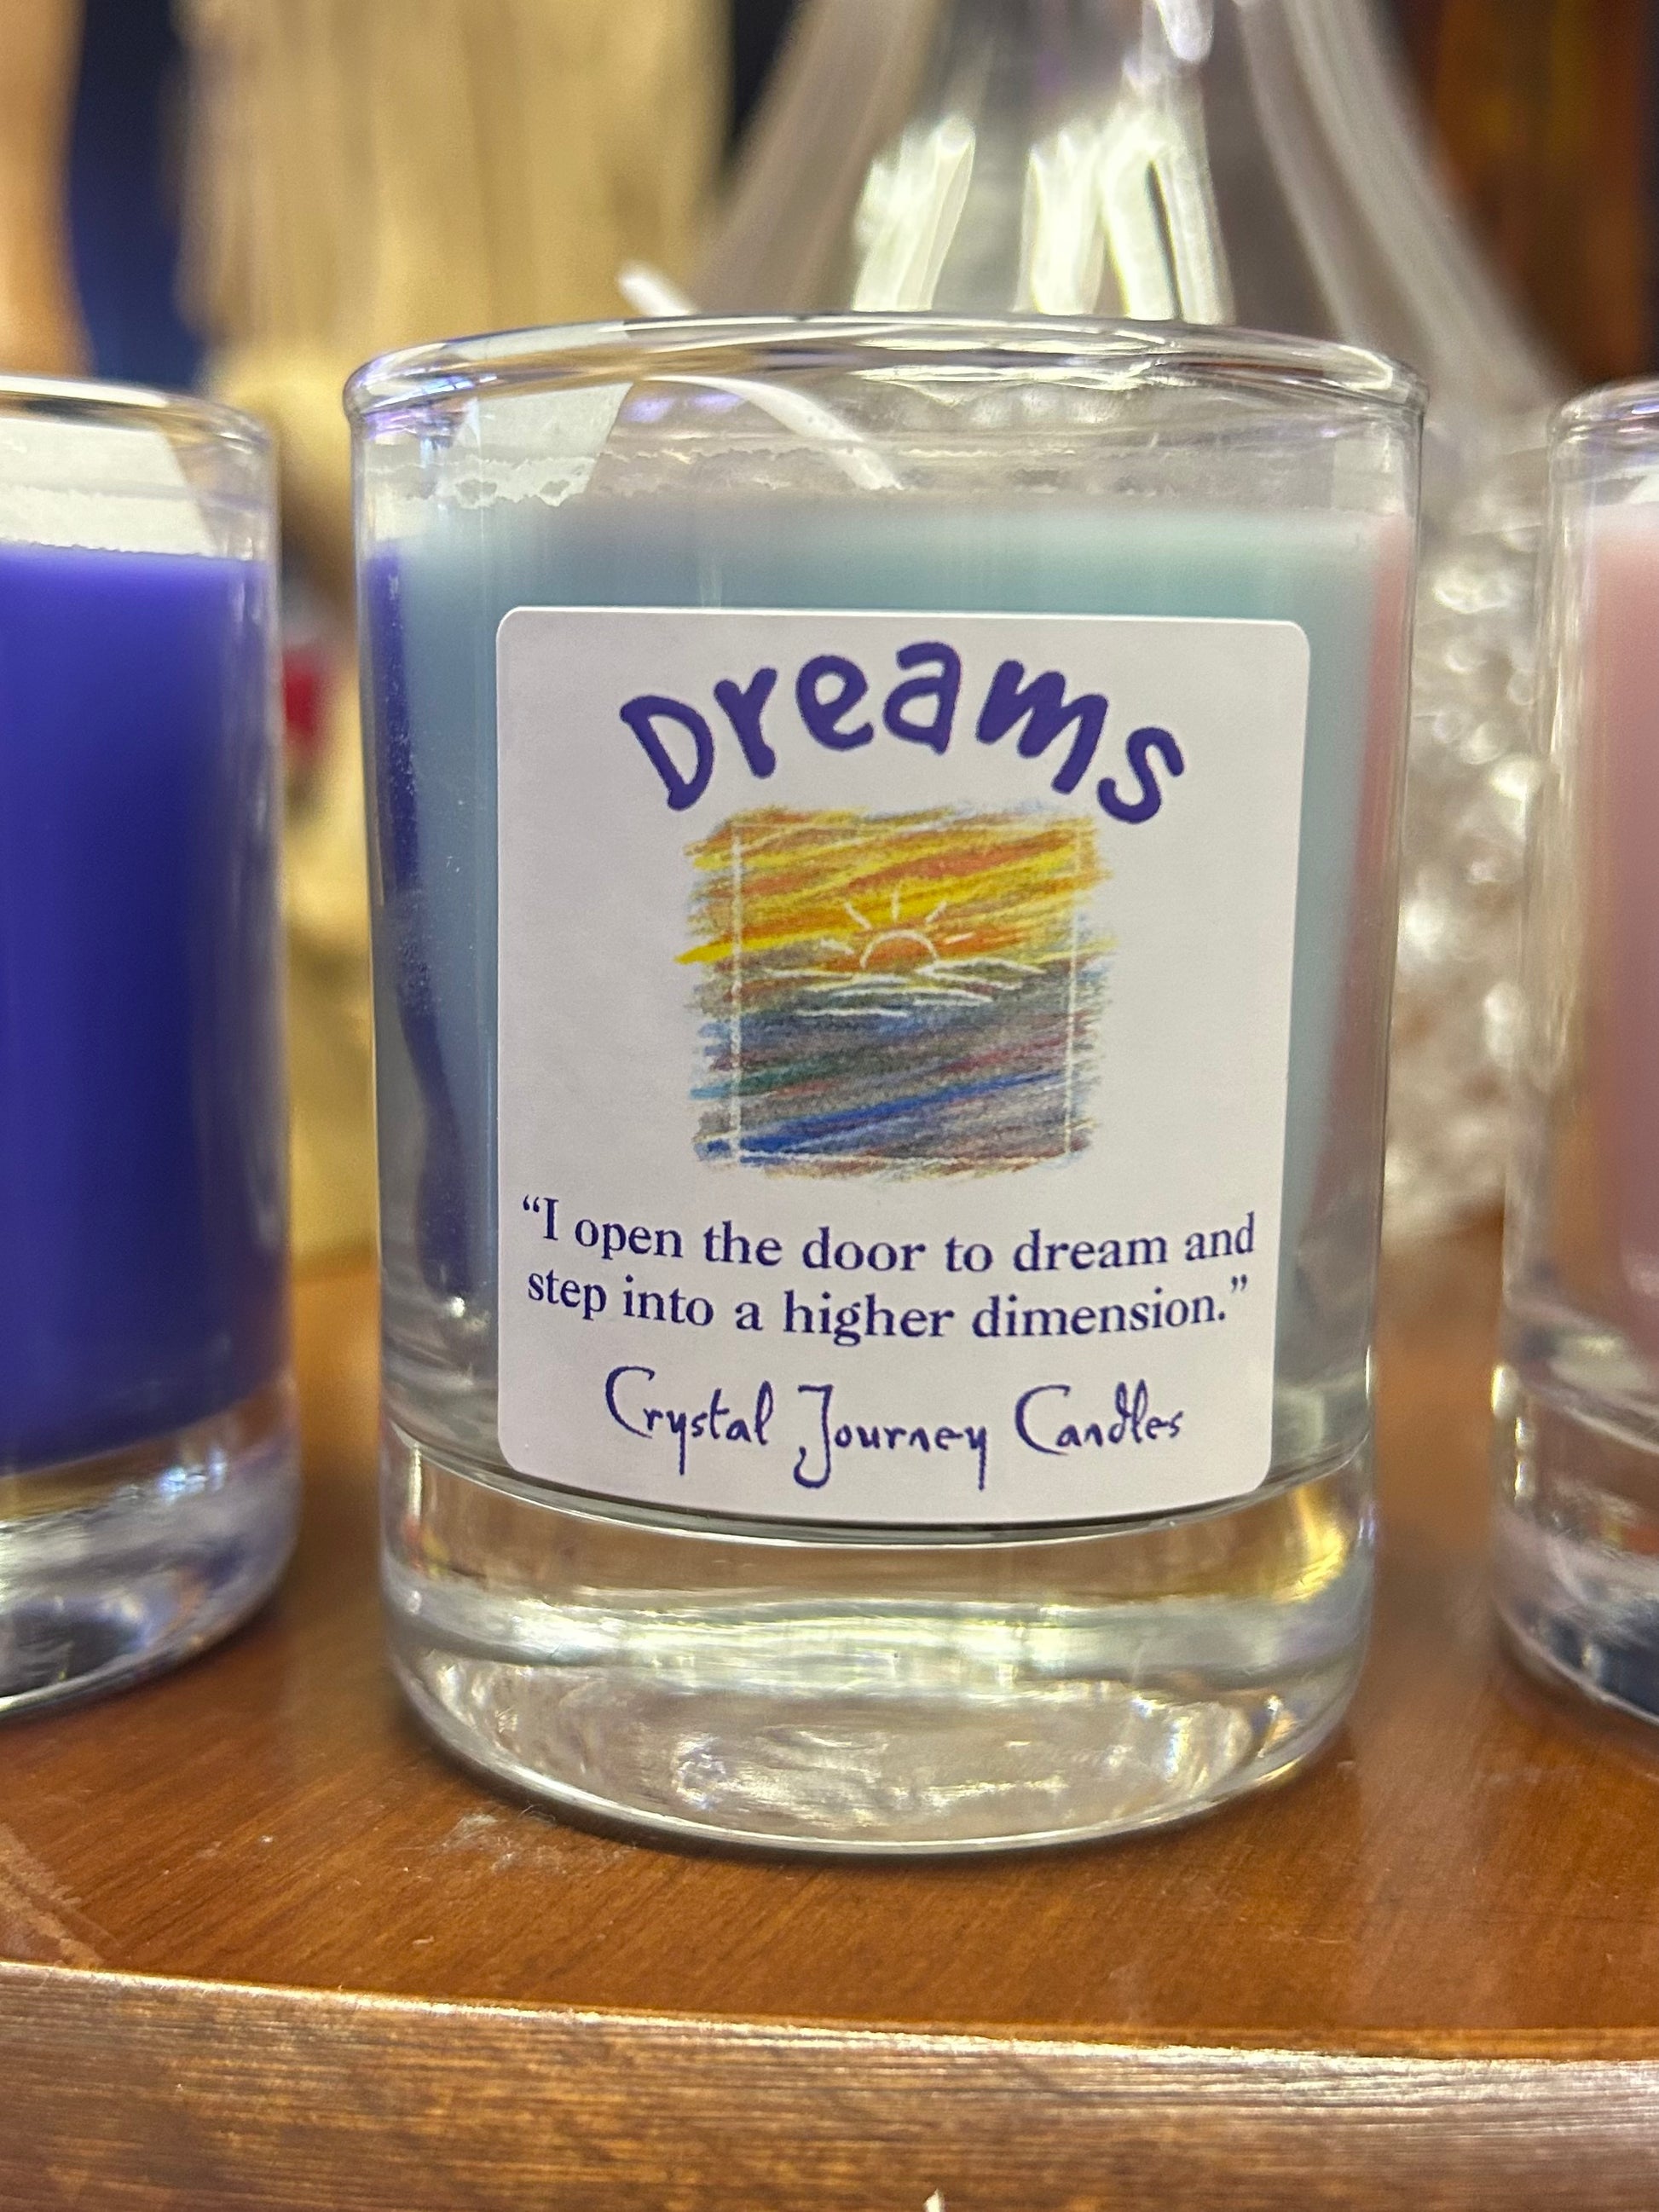 Dreams
“I open the door to dream and
step into a higher dimension.”
Crystal Journey Candles